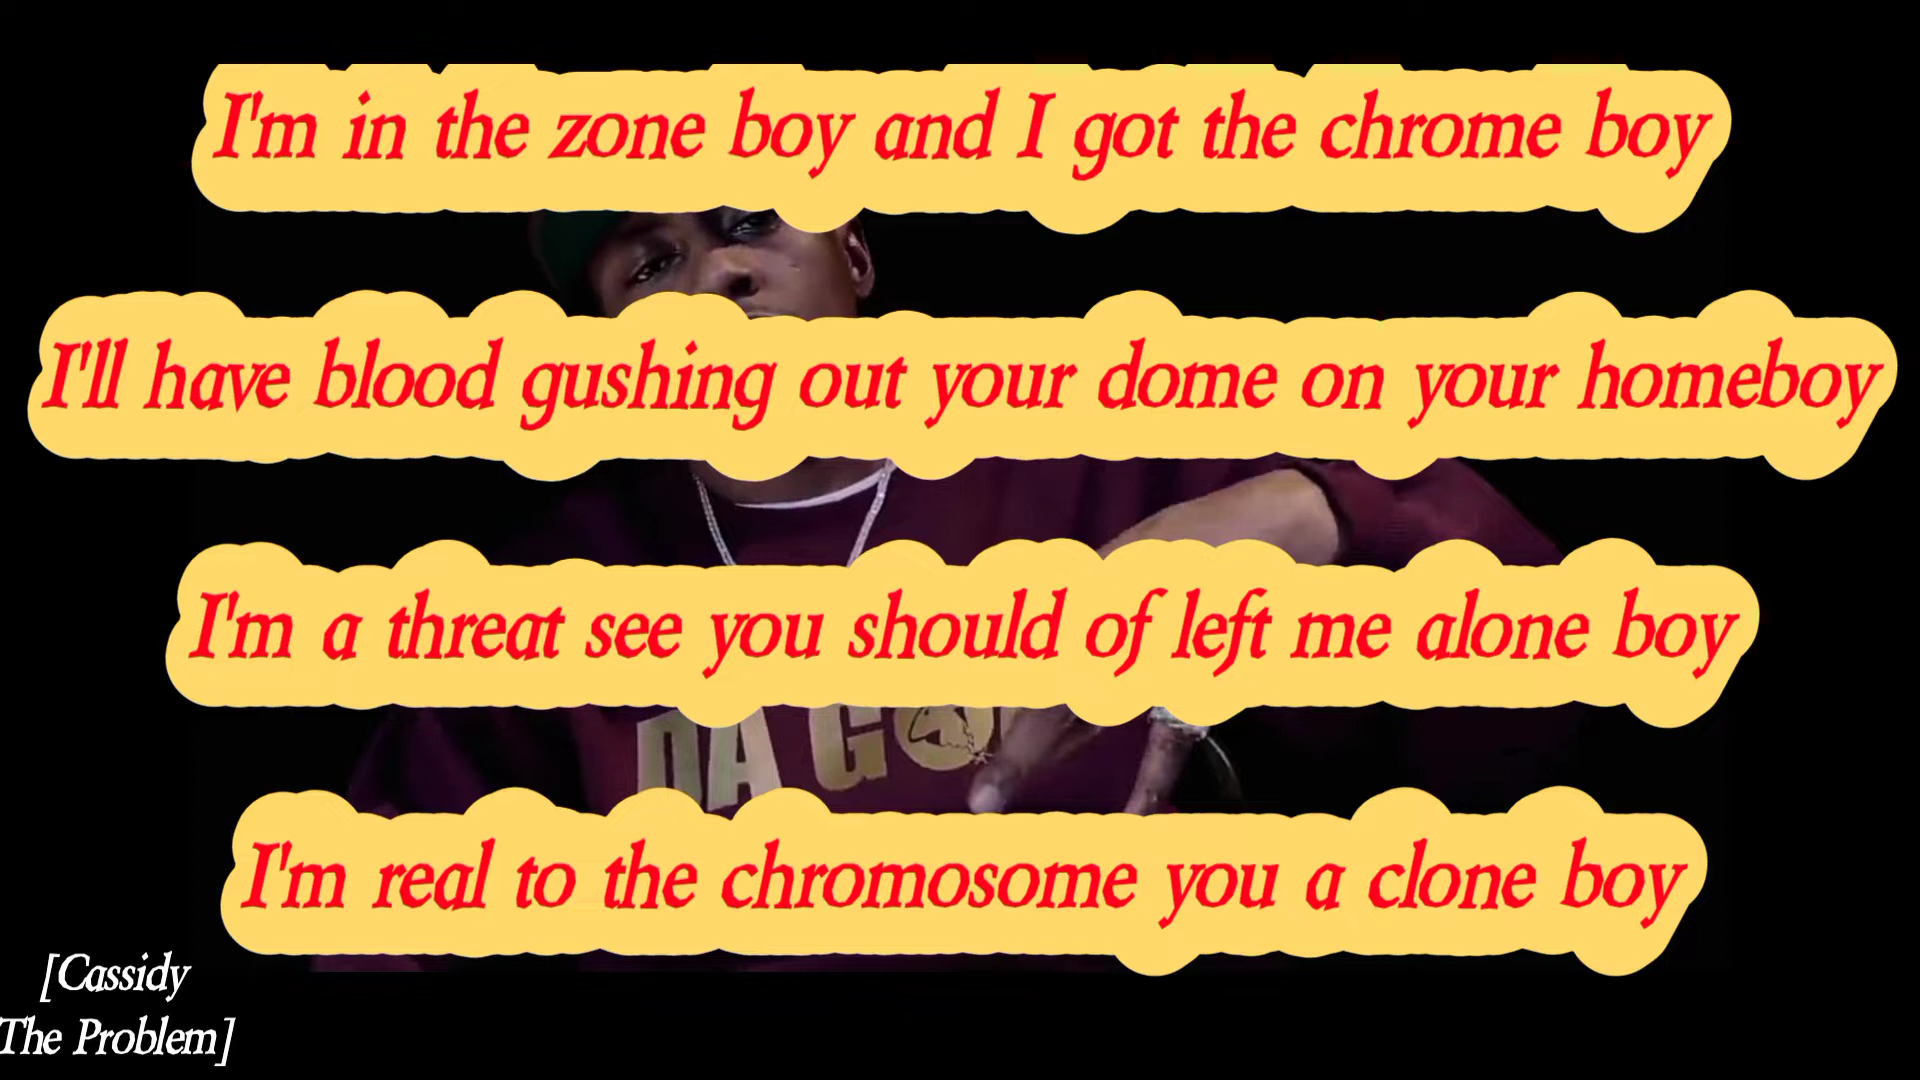 I'm in the zone boy and I got the chrome boy
I'll have blood gushing out your dome on your homeboy
I'm a threat see you should of left me alone boy
DA GO
I'm real to the chromosome you a clone boy
[Cassidy
The Problem]